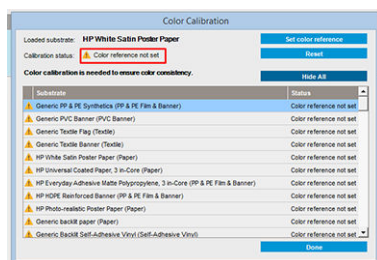 Color Calibration
Loaded substrate: HP White Satin Poster Paper
Set color reference
Calibration status: Color reference not set
Reset
Color calibration is needed to ensure color consistency.
Hide All
Substrate Status
Generic PP & PE Synthetics (PP & PE Film & Banner) Color reference not set
Generic PVC Banner (PVC Banner) Color reference not set
Generic Textile Flag (Textile) Color reference not set
Generic Textile Banner (Textile) Color reference not set
HP White Satin Poster Paper (Paper) Color reference not set
HP Universal Coated Paper, 3 in-Core (Paper) Color reference not set
HP Everyday Adhesive Matte Polypropylene, 3 in-Core (PP & PE Film & Banner) Color reference not set
HP HDPE Reinforced Banner (PP & PE Film & Banner) Color reference not set
HP Photo-realistic Poster Paper (Paper) Color reference not set
Generic backlit paper (Paper) Color reference not set
Generic Backlit Self-Adhesive Vinyl (Self-Adhesive Vinyl) Color reference not set
Done